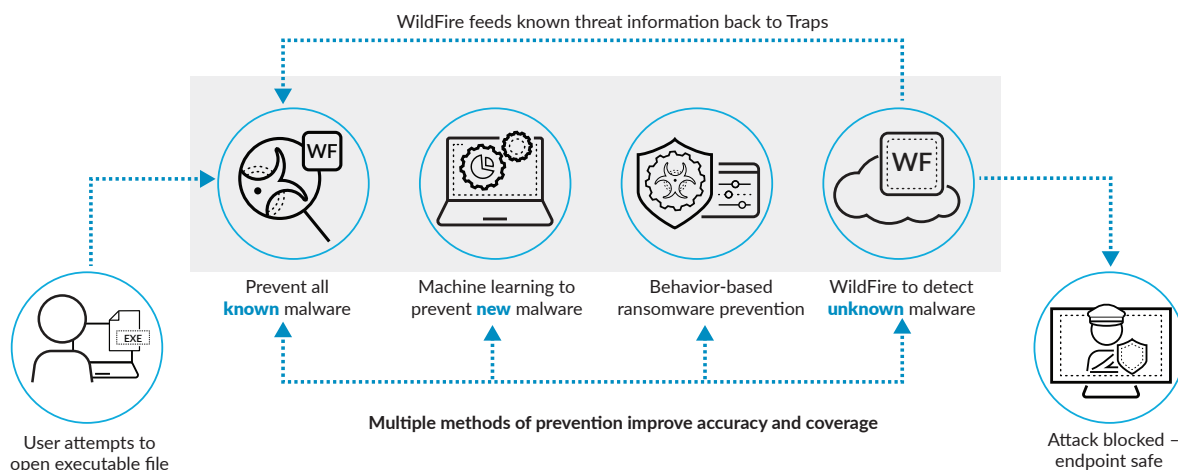 WildFire feeds known threat information back to Traps
WF
WF
Prevent all
known malware
Machine learning to
prevent new malware
Behavior-based
ransomware prevention
WildFire to detect
unknown malware
EXE
Multiple methods of prevention improve accuracy and coverage
User attempts to
open executable file
Attack blocked –
endpoint safe